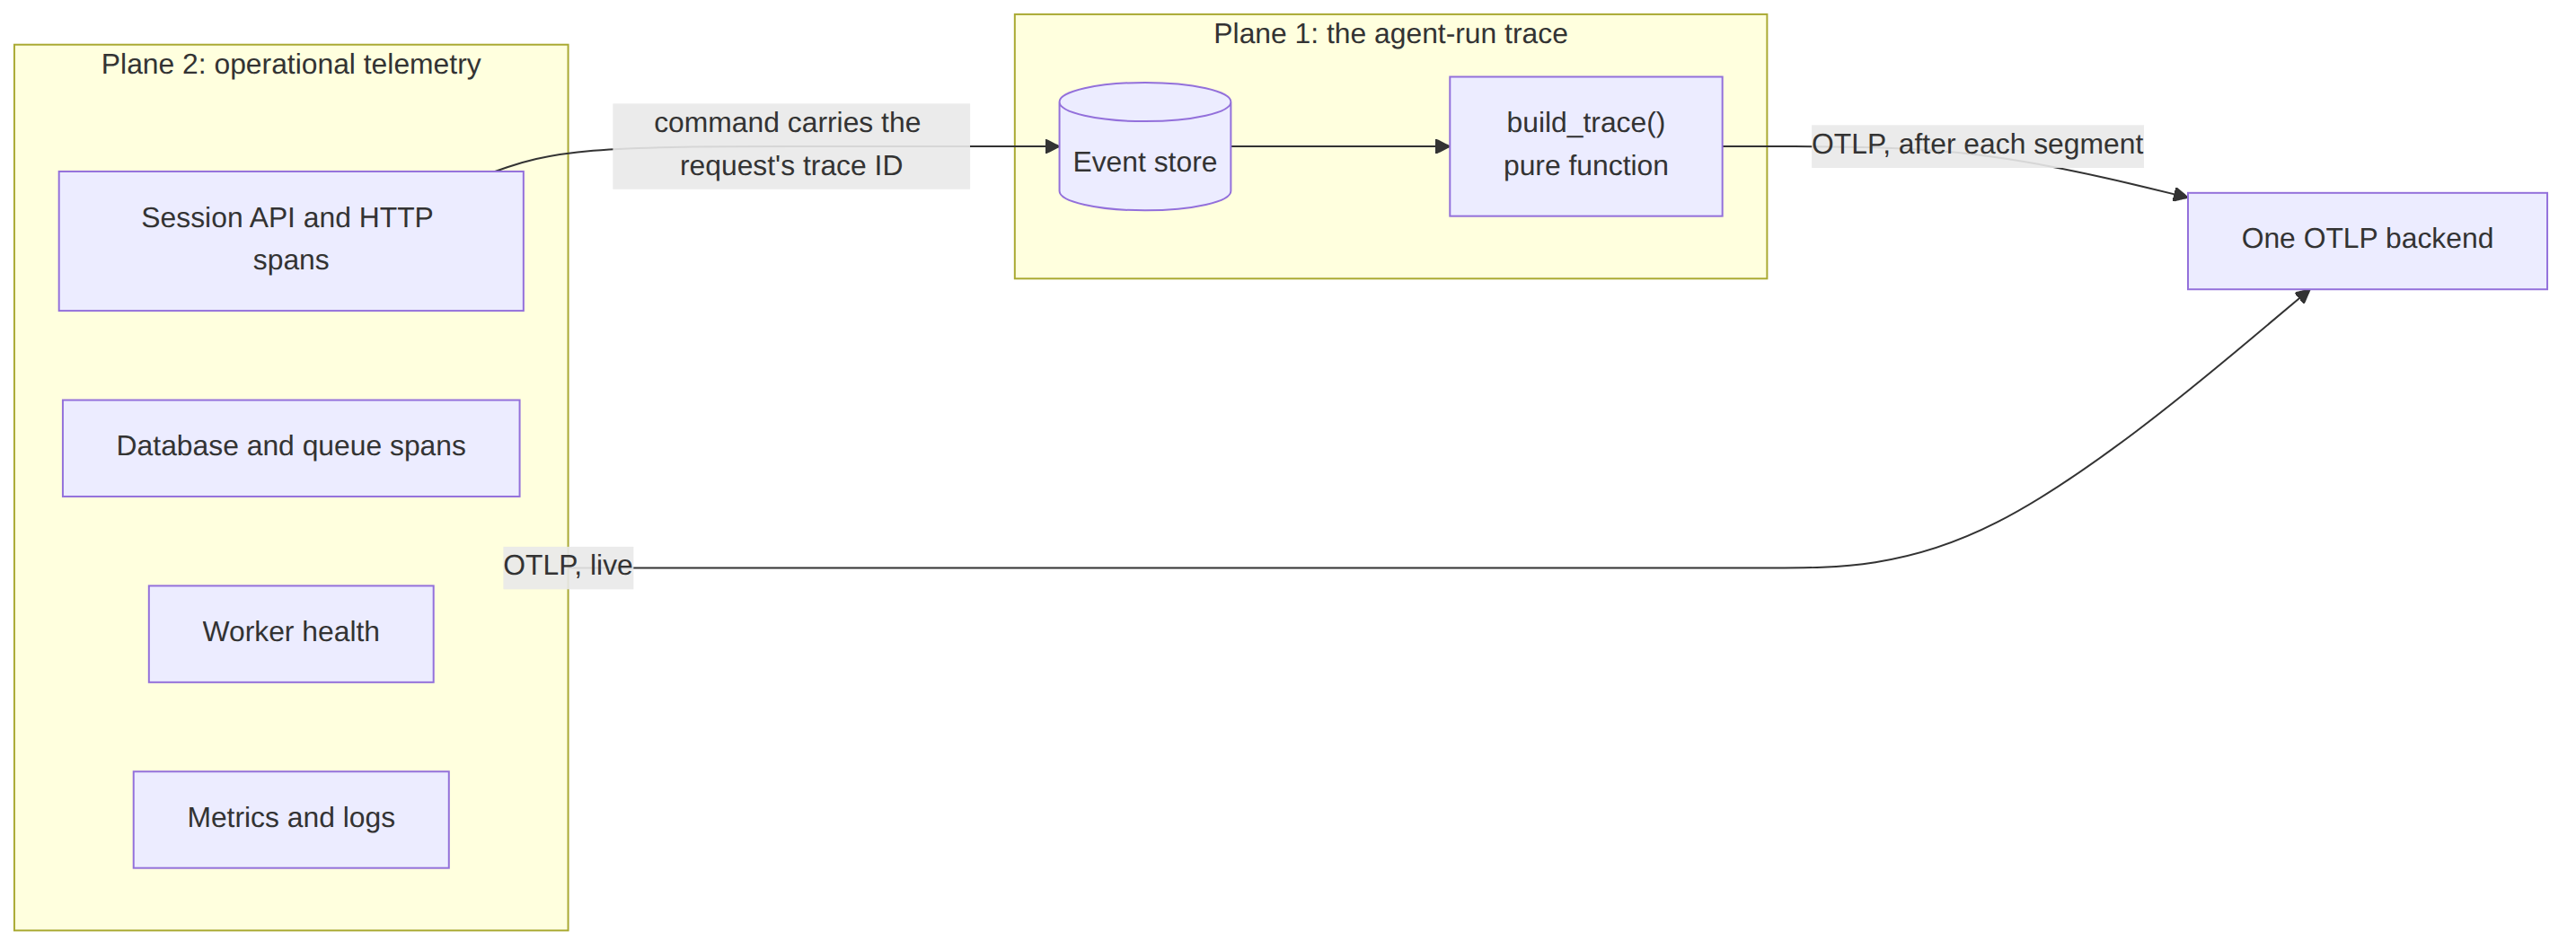 Plane 2: operational telemetry
Session API and HTTP
spans
Database and queue spans
Worker health
Metrics and logs
command carries the
request's trace ID
OTLP, live
Plane 1: the agent-run trace
Event store
build_trace()
pure function
OTLP, after each segment
One OTLP backend